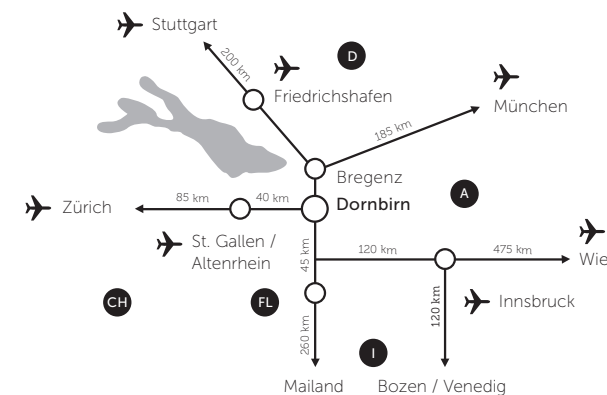 Stuttgart
200 km
D
Friedrichshafen
München
185 km
Bregenz
A
Zürich
85 km
40 km
Dornbirn
St. Gallen /
Altenrhein
45 km
120 km
475 km
Wie
CH
FL
120 km
Innsbruck
260 km
I
Mailand
Bozen / Venedig